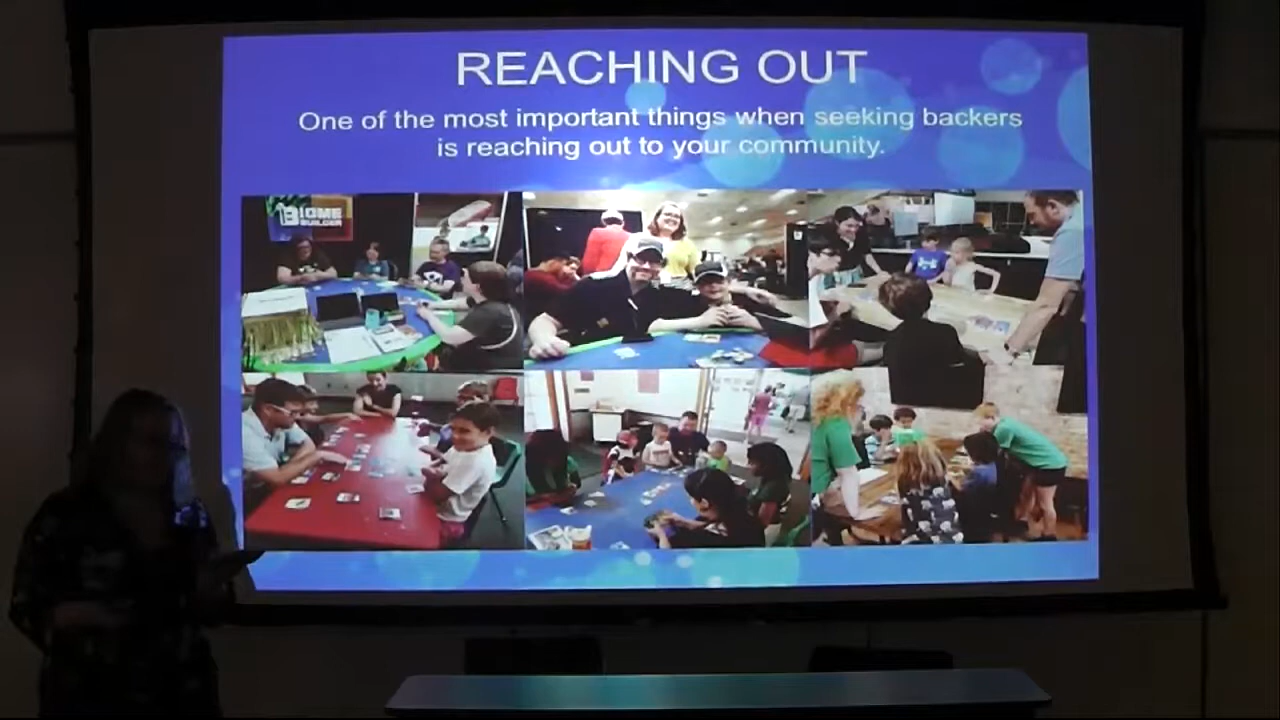 REACHING OUT
One of the most important things when seeking backers
is reaching out to your community.
BIOME
BUILDER